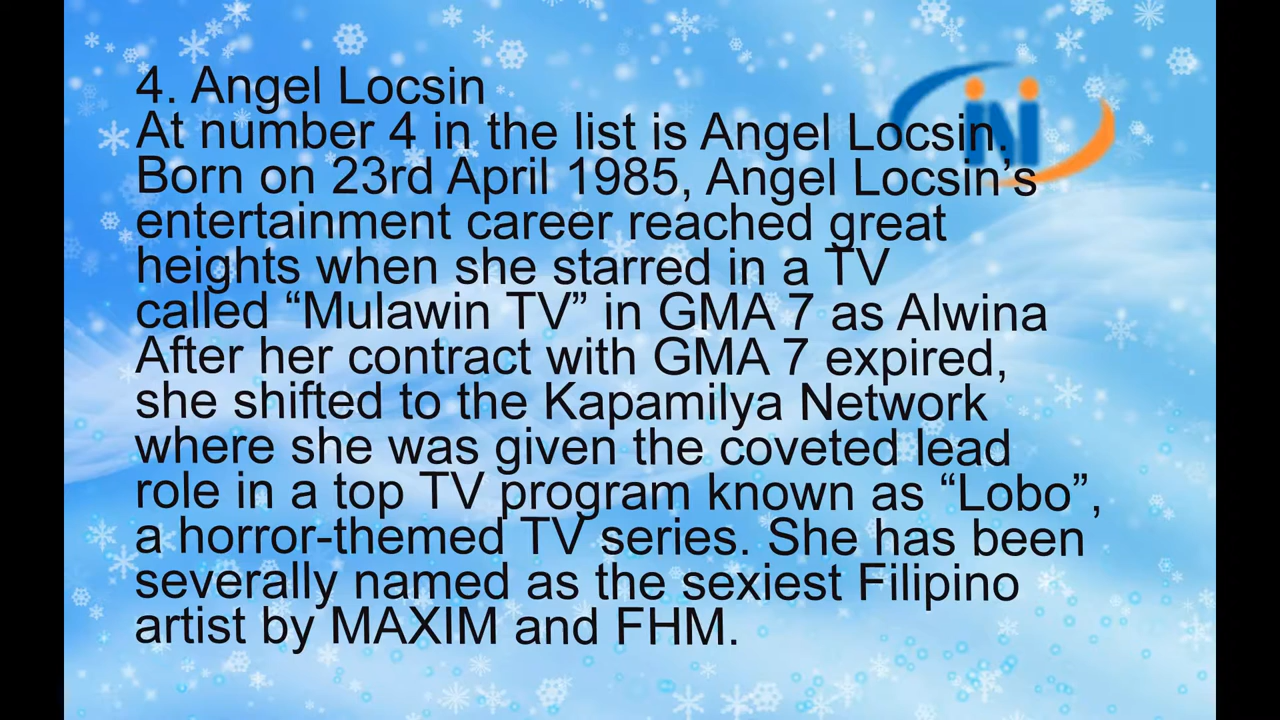 4. Angel Locsin
At number 4 in the list is Angel Locsin.
Born on 23rd April 1985, Angel Locsin’s
entertainment career reached great
heights when she starred in a TV
called “Mulawin TV” in GMA 7 as Alwina
After her contract with GMA 7 expired,
she shifted to the Kapamilya Network
where she was given the coveted lead
role in a top TV program known as “Lobo”,
a horror-themed TV series. She has been
severally named as the sexiest Filipino
artist by MAXIM and FHM.
iNi